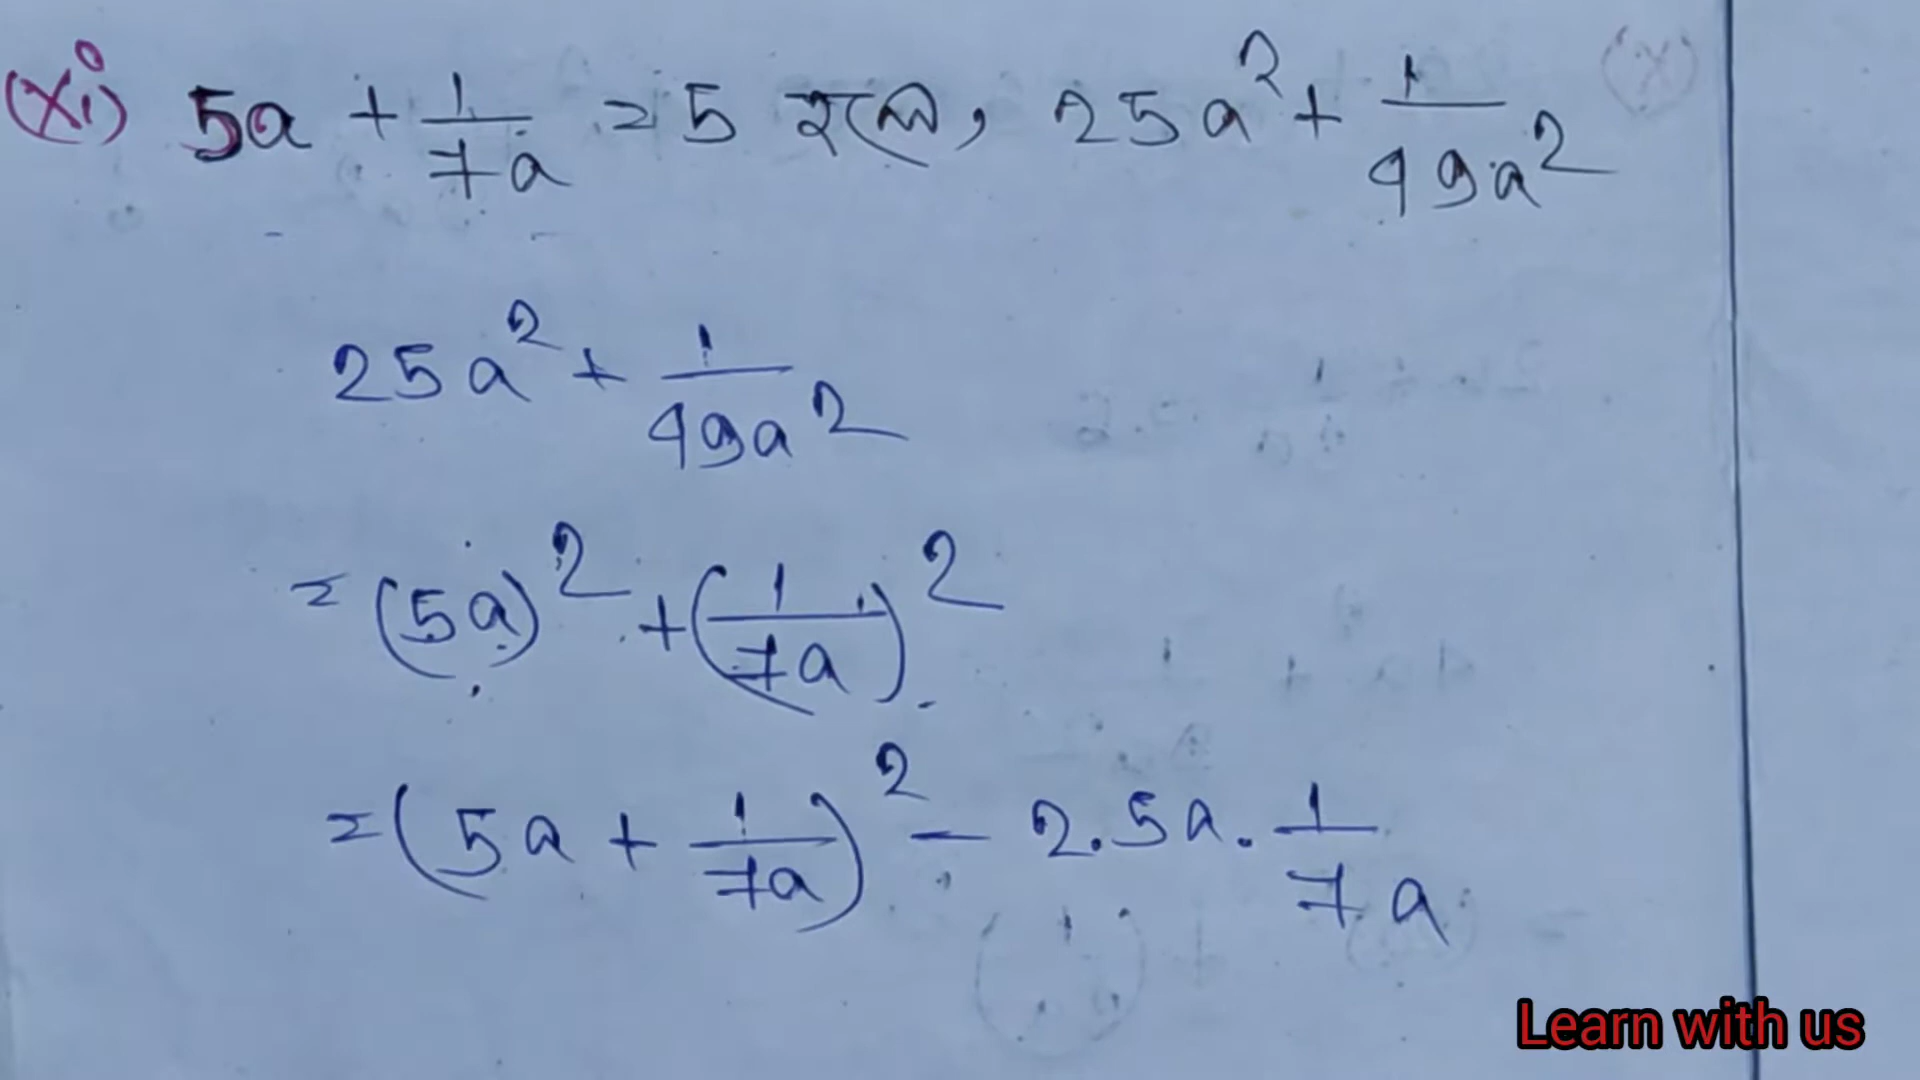 (xi) 5a + 1/7a = 5 হলে, 25a² + 1/49a²
25a² + 1/49a²
= (5a)² + (1/7a)²
= (5a + 1/7a)² - 2.5a. 1/7a
Learn with us